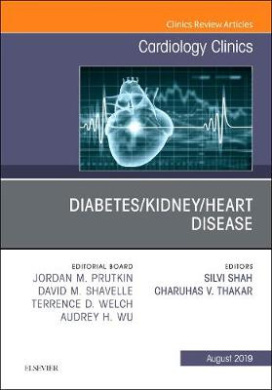 Clinics Review Articles
Cardiology Clinics
DIABETES/KIDNEY/HEART
DISEASE
EDITORIAL BOARD
JORDAN M. PRUTKIN
DAVID M. SHAVELLE
TERRENCE D. WELCH
AUDREY H. WU
EDITORS
SILVI SHAH
CHARUHAS V. THAKAR
ELSEVIER
AUGUST 2019